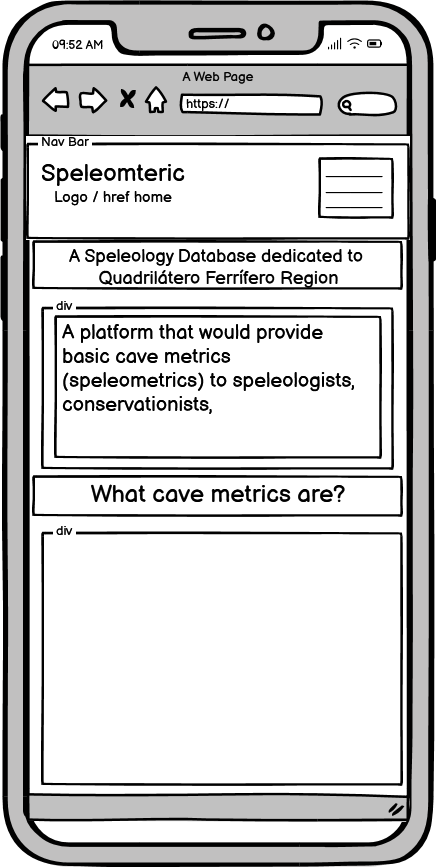 09:52 AM
A Web Page
https://
Nav Bar
Speleomteric
Logo / href home
A Speleology Database dedicated to
Quadrilátero Ferrífero Region
div
A platform that would provide
basic cave metrics
(speleometrics) to speleologists,
conservationists,
What cave metrics are?
div